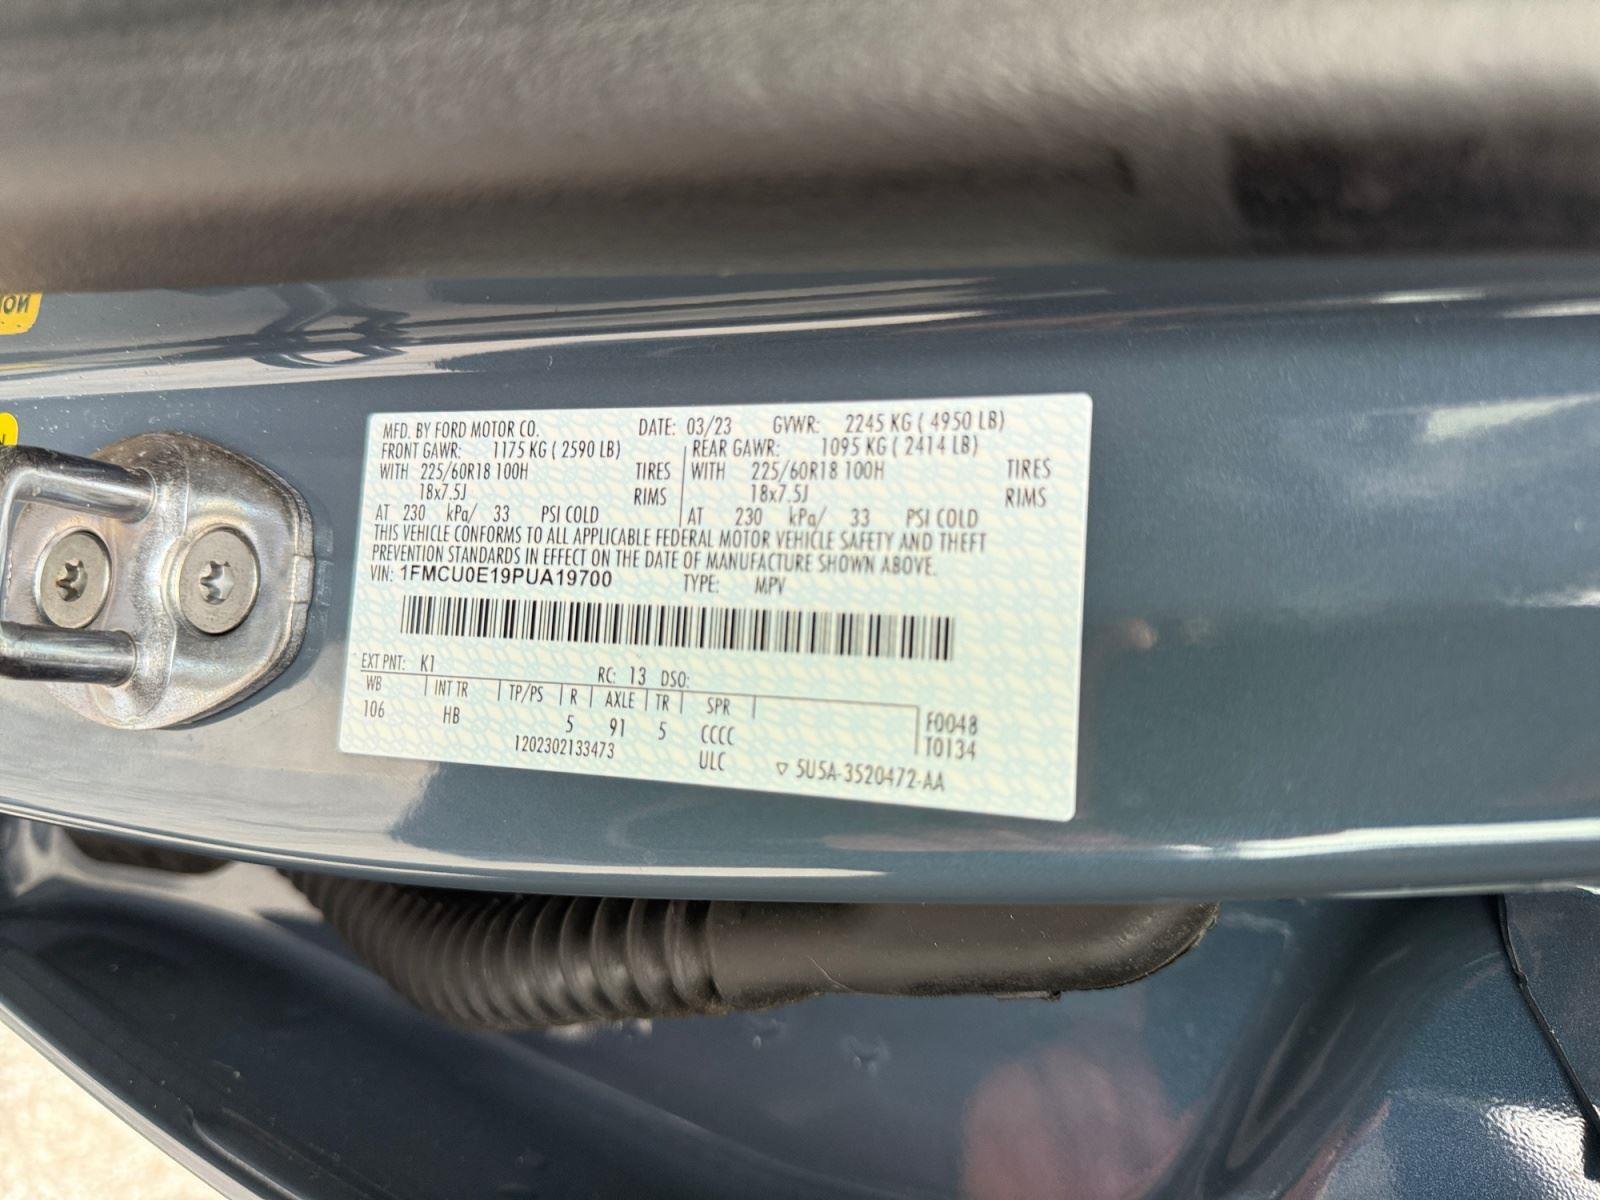 MFD. BY FORD MOTOR CO. DATE: 03/23 GVWR: 2245 KG ( 4950 LB)
FRONT GAWR: 1175 KG ( 2590 LB) REAR GAWR: 1095 KG ( 2414 LB)
WITH 225/60R18 100H TIRES WITH 225/60R18 100H TIRES
18x7.5J RIMS 18x7.5J RIMS
AT 230 kPa/ 33 PSI COLD AT 230 kPa/ 33 PSI COLD
THIS VEHICLE CONFORMS TO ALL APPLICABLE FEDERAL MOTOR VEHICLE SAFETY AND THEFT
PREVENTION STANDARDS IN EFFECT ON THE DATE OF MANUFACTURE SHOWN ABOVE.
VIN: 1FMCU0E19PUA19700 TYPE: MPV
EXT PNT: K1 RC: 13 DSO:
WB INT TR TP/PS R AXLE TR SPR
106 HB 5 91 5 CCCC F0048
1202302133473 ULC T0134
5U5A-3520472-AA